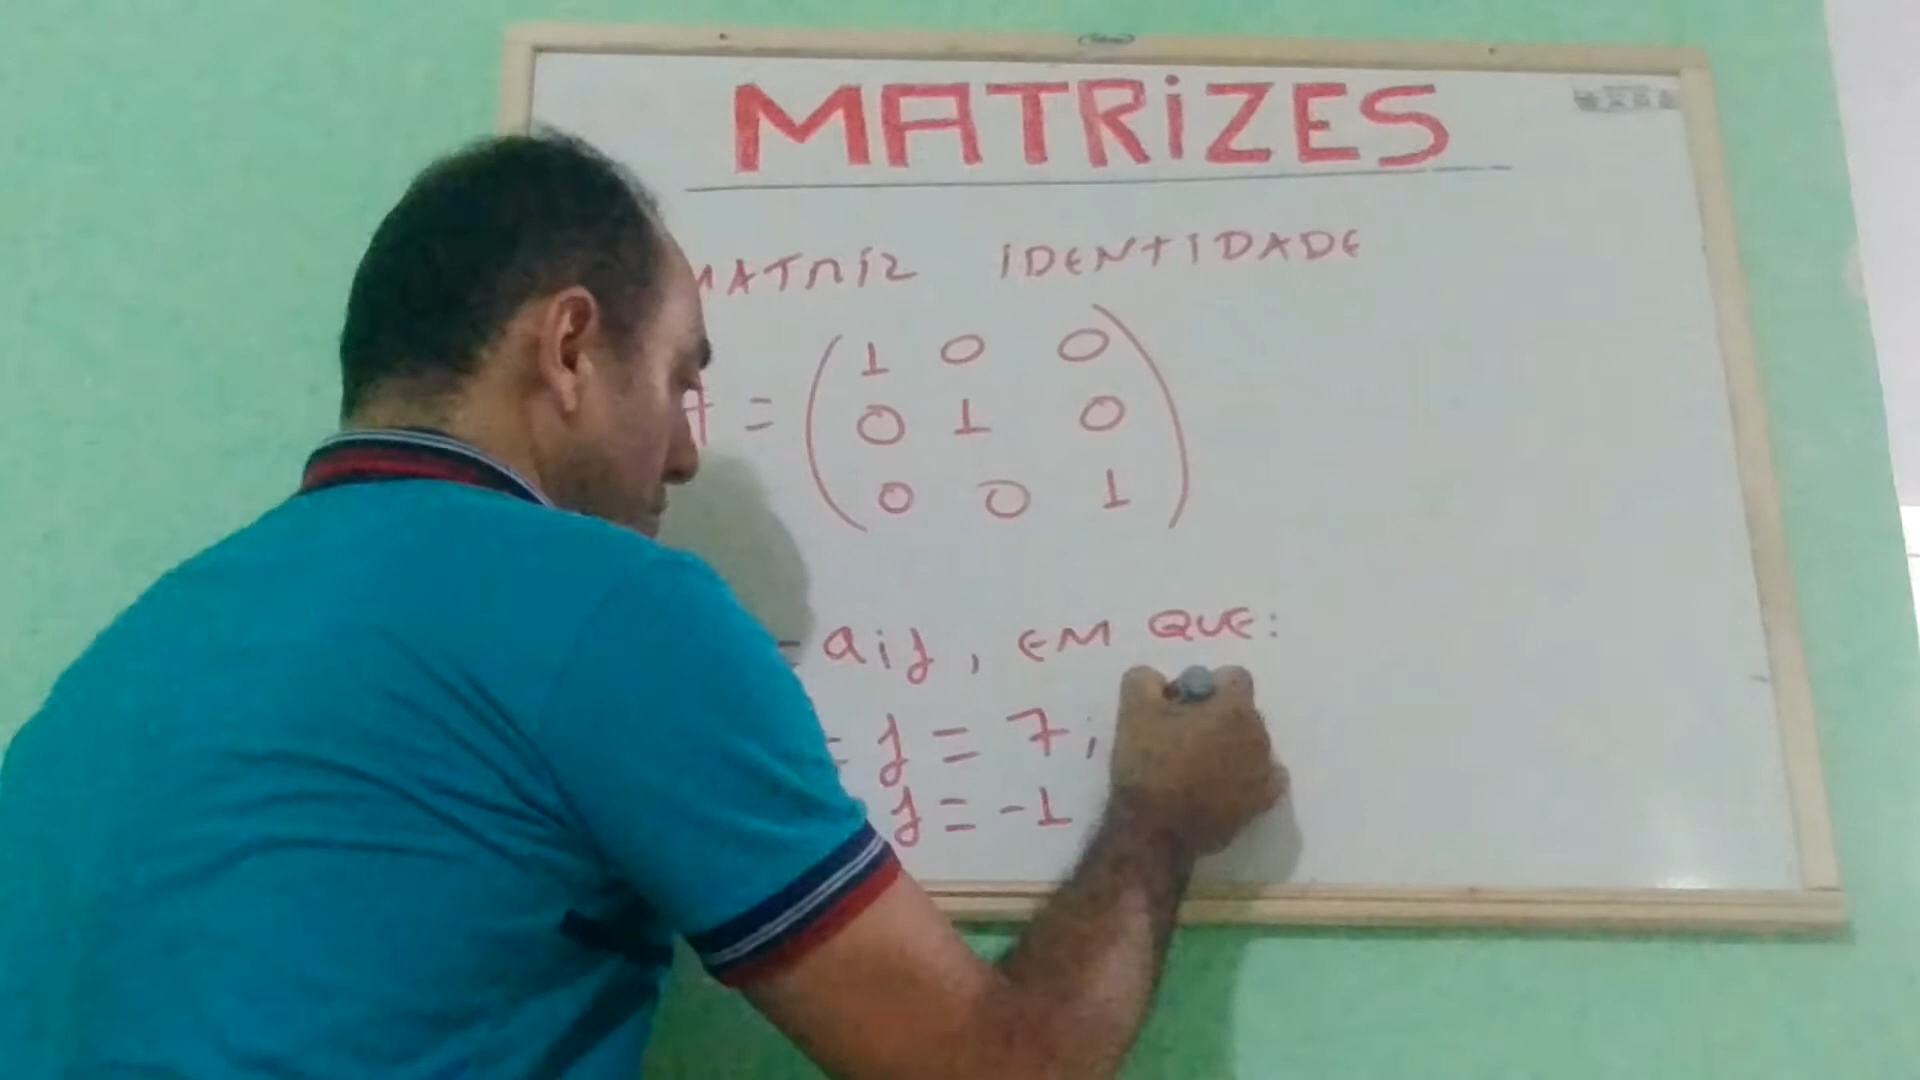 MATRIZES
MATRIZ IDENTIDADE
= ( 1 0 0
0 1 0
0 0 1 )
= aij, EM QUE:
= j = 7;
j = -1